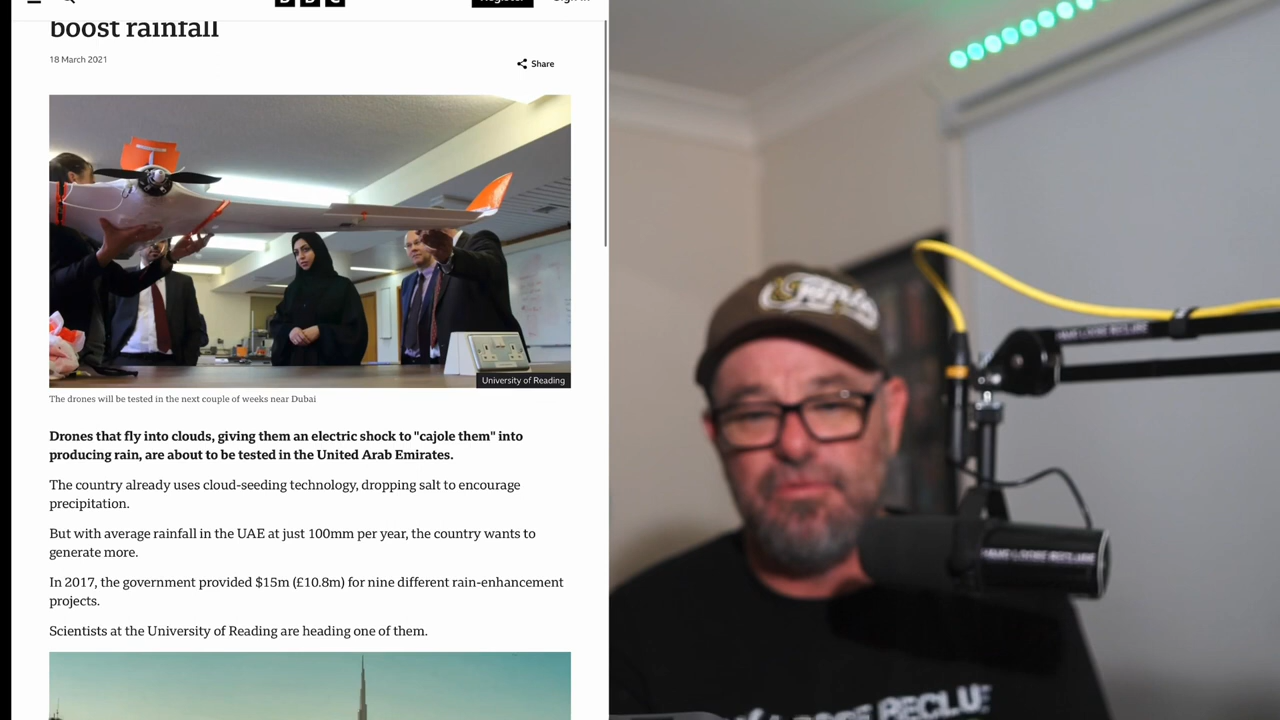 BBC
Register
Sign In
boost rainfall
18 March 2021
Share
University of Reading
The drones will be tested in the next couple of weeks near Dubai
Drones that fly into clouds, giving them an electric shock to "cajole them" into
producing rain, are about to be tested in the United Arab Emirates.
The country already uses cloud-seeding technology, dropping salt to encourage
precipitation.
But with average rainfall in the UAE at just 100mm per year, the country wants to
generate more.
In 2017, the government provided $15m (£10.8m) for nine different rain-enhancement
projects.
Scientists at the University of Reading are heading one of them.